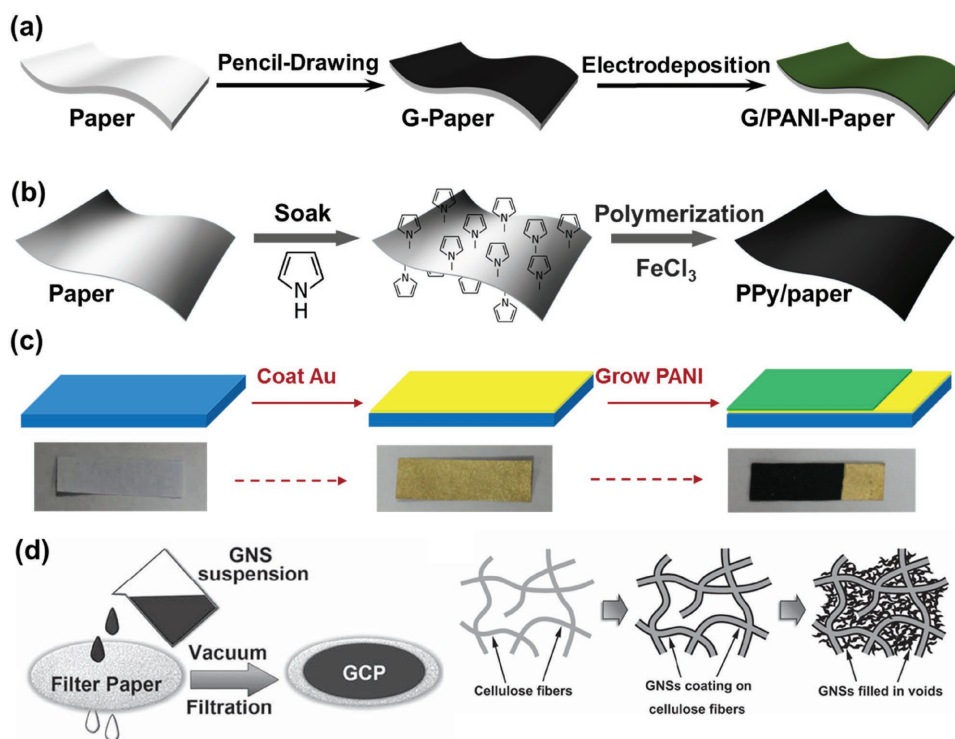 (a)
Pencil-Drawing
Electrodeposition
Paper
G-Paper
G/PANI-Paper
(b)
Soak
N
H
Paper
N N N N N N N N N N N N N
Polymerization
FeCl3
PPy/paper
(c)
Coat Au
Grow PANI
(d)
GNS
suspension
Filter Paper
Vacuum
Filtration
GCP
Cellulose fibers
GNSs coating on
cellulose fibers
GNSs filled in voids